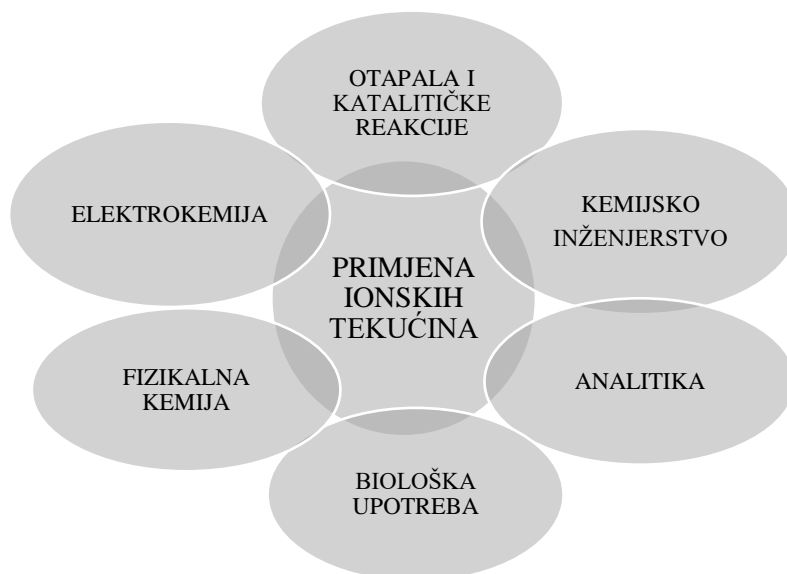 OTAPALA I
KATALITIČKE
REAKCIJE
ELEKTROKEMIJA
KEMIJSKO
INŽENJERSTVO
PRIMJENA
IONSKIH
TEKUĆINA
FIZIKALNA
KEMIJA
ANALITIKA
BIOLOŠKA
UPOTREBA